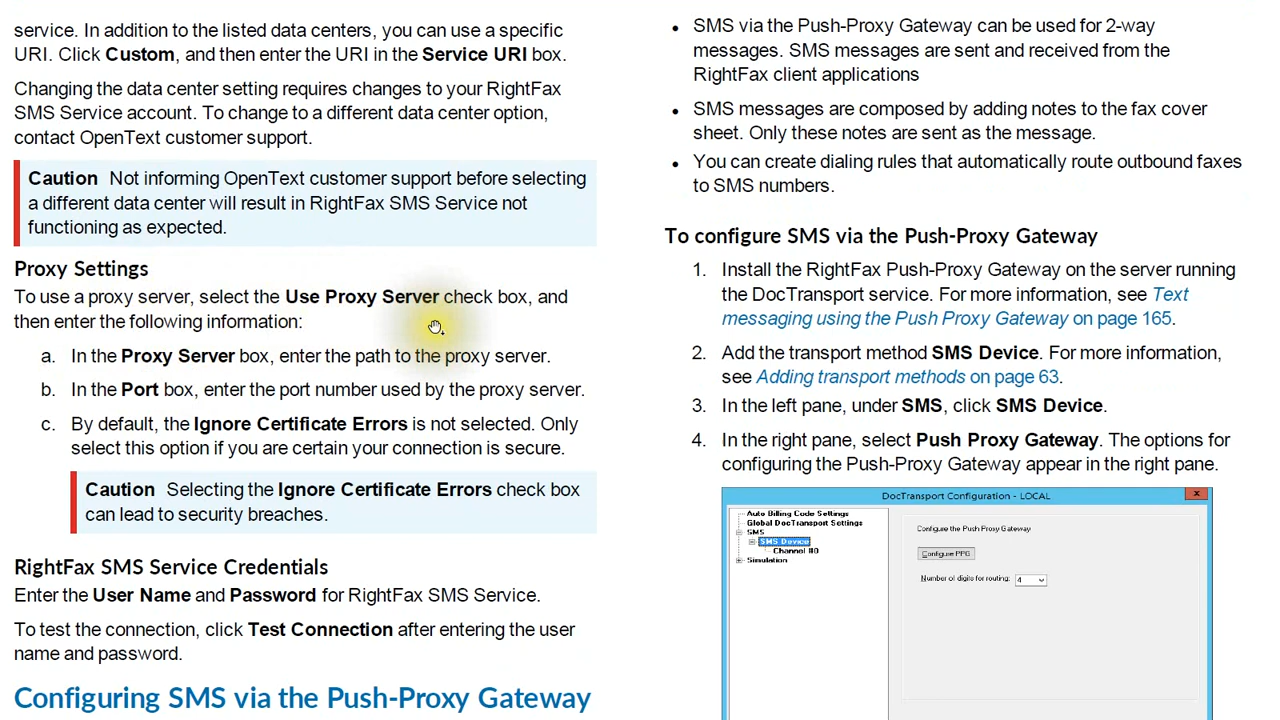 service. In addition to the listed data centers, you can use a specific
URI. Click Custom, and then enter the URI in the Service URI box.
Changing the data center setting requires changes to your RightFax
SMS Service account. To change to a different data center option,
contact OpenText customer support.
Caution Not informing OpenText customer support before selecting
a different data center will result in RightFax SMS Service not
functioning as expected.
Proxy Settings
To use a proxy server, select the Use Proxy Server check box, and
then enter the following information:
a. In the Proxy Server box, enter the path to the proxy server.
b. In the Port box, enter the port number used by the proxy server.
c. By default, the Ignore Certificate Errors is not selected. Only
select this option if you are certain your connection is secure.
Caution Selecting the Ignore Certificate Errors check box
can lead to security breaches.
RightFax SMS Service Credentials
Enter the User Name and Password for RightFax SMS Service.
To test the connection, click Test Connection after entering the user
name and password.
Configuring SMS via the Push-Proxy Gateway
• SMS via the Push-Proxy Gateway can be used for 2-way
messages. SMS messages are sent and received from the
RightFax client applications
• SMS messages are composed by adding notes to the fax cover
sheet. Only these notes are sent as the message.
• You can create dialing rules that automatically route outbound faxes
to SMS numbers.
To configure SMS via the Push-Proxy Gateway
1. Install the RightFax Push-Proxy Gateway on the server running
the DocTransport service. For more information, see Text
messaging using the Push Proxy Gateway on page 165.
2. Add the transport method SMS Device. For more information,
see Adding transport methods on page 63.
3. In the left pane, under SMS, click SMS Device.
4. In the right pane, select Push Proxy Gateway. The options for
configuring the Push-Proxy Gateway appear in the right pane.
DocTransport Configuration - LOCAL
x
Auto Billing Code Settings
Global DocTransport Settings
SMS
SMS Device
Channel #0
Simulation
Configure the Push Proxy Gateway
Configure PPG
Number of digits for routing: 4